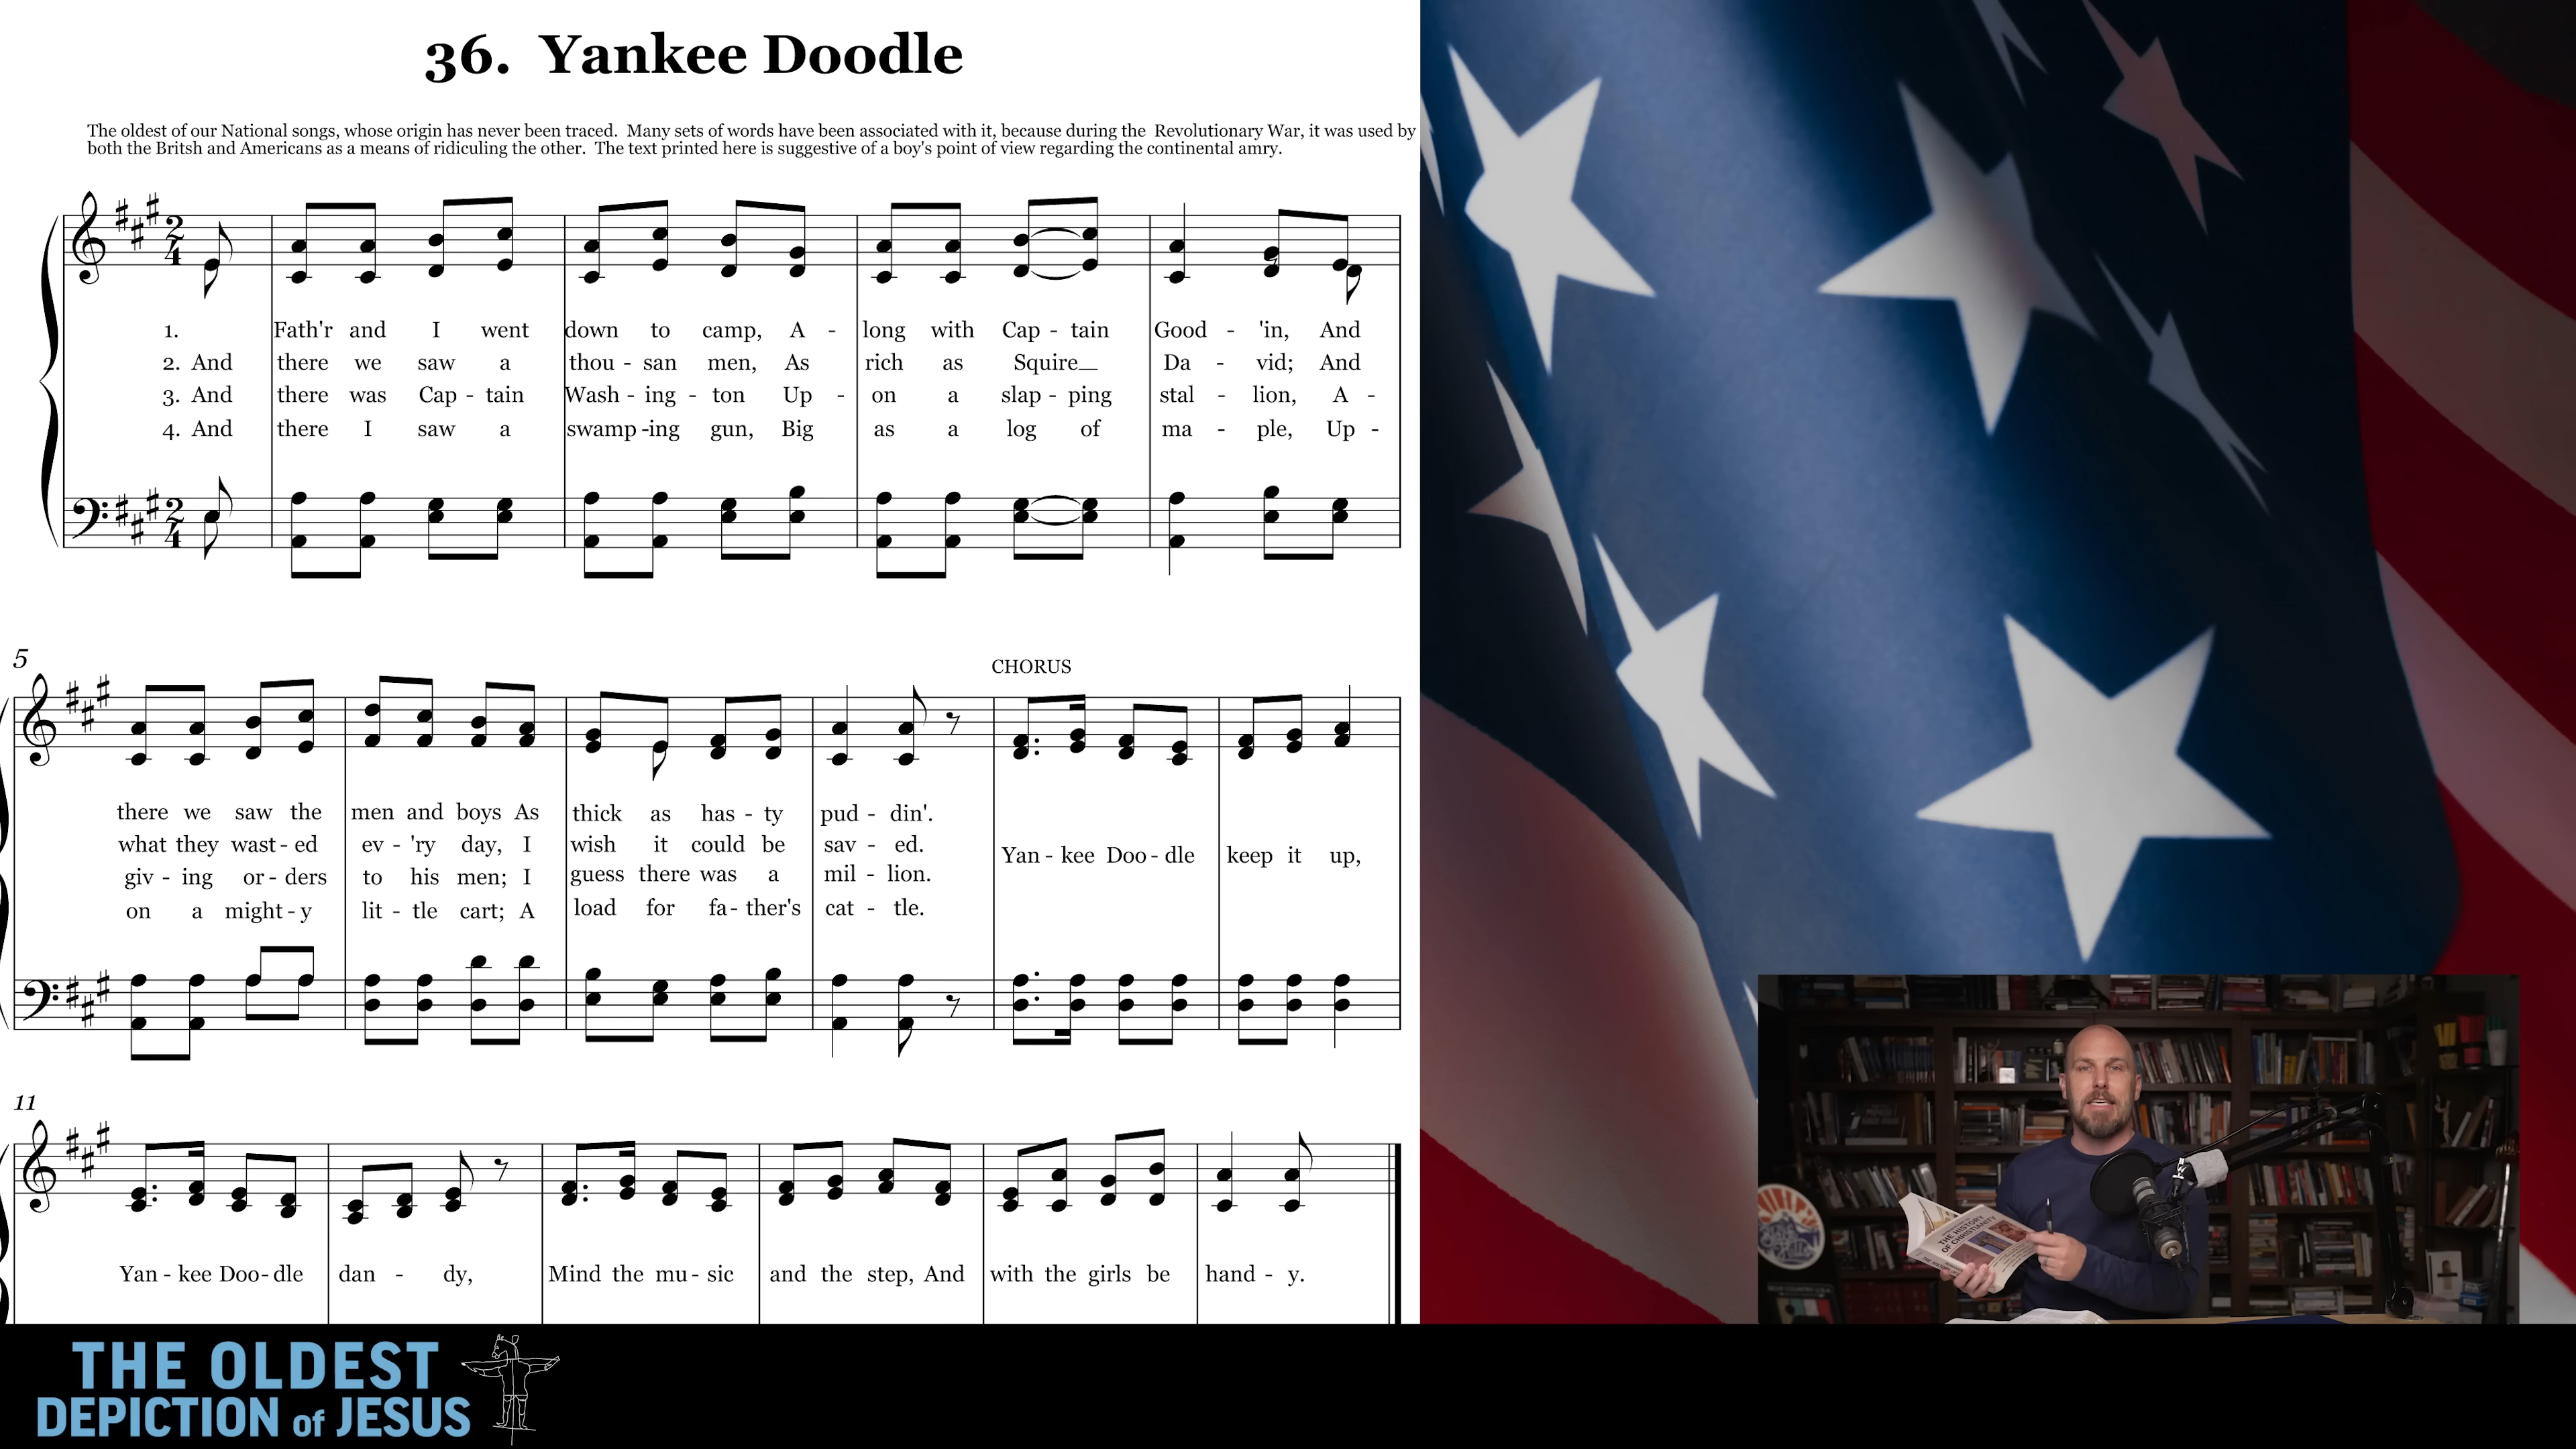 36. Yankee Doodle
The oldest of our National songs, whose origin has never been traced. Many sets of words have been associated with it, because during the Revolutionary War, it was used by
both the Britsh and Americans as a means of ridiculing the other. The text printed here is suggestive of a boy's point of view regarding the continental amry.
2
4
1. Fath'r and I went down to camp, A - long with Cap - tain Good - 'in, And
2. And there we saw a thou - san men, As rich as Squire_ Da - vid; And
3. And there was Cap - tain Wash - ing - ton Up - on a slap - ping stal - lion, A -
4. And there I saw a swamp -ing gun, Big as a log of ma - ple, Up -
2
4
5
CHORUS
there we saw the men and boys As thick as has - ty pud - din'.
what they wast - ed ev - 'ry day, I wish it could be sav - ed.
Yan - kee Doo - dle keep it up,
giv - ing or - ders to his men; I guess there was a mil - lion.
on a might - y lit - tle cart; A load for fa - ther's cat - tle.
11
Yan - kee Doo - dle dan - dy, Mind the mu - sic and the step, And with the girls be hand - y.
THE HISTORY
OF CHRISTIANITY
THE OLDEST
DEPICTION of JESUS